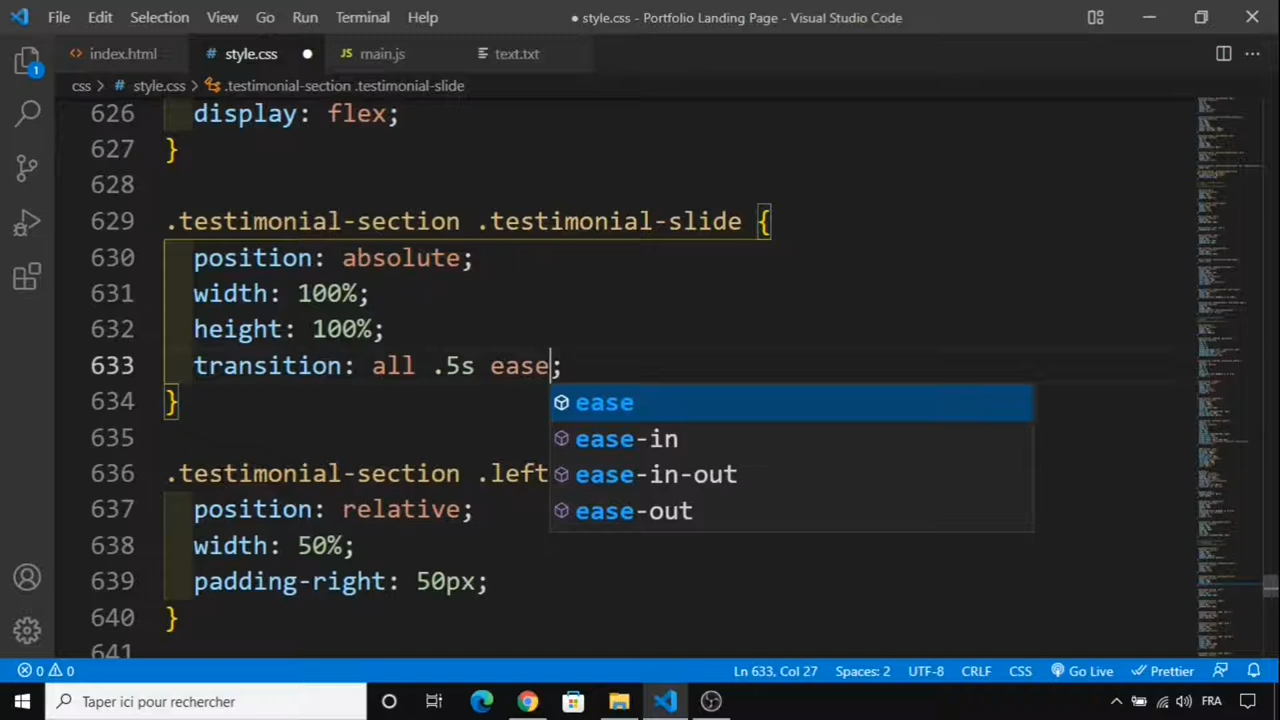 File Edit Selection View Go Run Terminal Help ● style.css - Portfolio Landing Page - Visual Studio Code
<> index.html # style.css ● JS main.js text.txt ...
1
css > # style.css > .testimonial-section .testimonial-slide
626 display: flex;
627 }
628
629 .testimonial-section .testimonial-slide {
630 position: absolute;
631 width: 100%;
632 height: 100%;
633 transition: all .5s ease;
ease
634 }
ease-in
635
636 .testimonial-section .left
ease-in-out
637 position: relative;
ease-out
638 width: 50%;
639 padding-right: 50px;
640 }
641
0 0 Ln 633, Col 27 Spaces: 2 UTF-8 CRLF CSS Go Live Prettier
Taper ici pour rechercher FRA